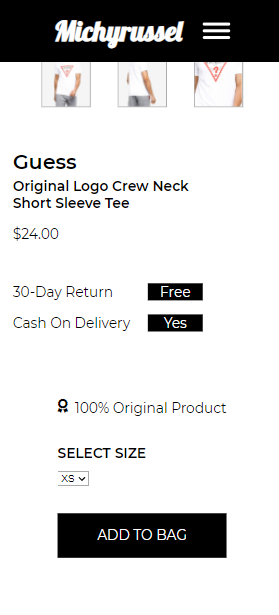 Michyrussel
Guess
Original Logo Crew Neck
Short Sleeve Tee
$24.00
30-Day Return Free
Cash On Delivery Yes
100% Original Product
SELECT SIZE
XS
ADD TO BAG